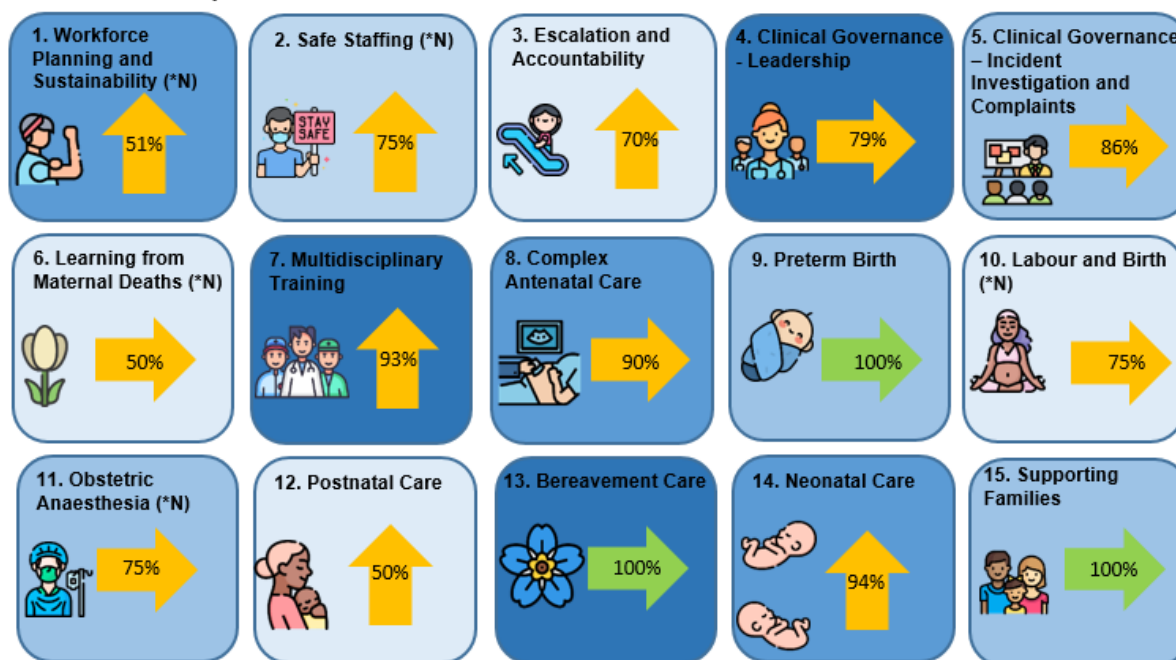 1. Workforce
Planning and
Sustainability (*N)
51%
2. Safe Staffing (*N)
STAY
SAFE
75%
3. Escalation and
Accountability
70%
4. Clinical Governance
- Leadership
79%
5. Clinical Governance
– Incident
Investigation and
Complaints
86%
6. Learning from
Maternal Deaths (*N)
50%
7. Multidisciplinary
Training
93%
8. Complex
Antenatal Care
90%
9. Preterm Birth
100%
10. Labour and Birth
(*N)
75%
11. Obstetric
Anaesthesia (*N)
75%
12. Postnatal Care
50%
13. Bereavement Care
100%
14. Neonatal Care
94%
15. Supporting
Families
100%